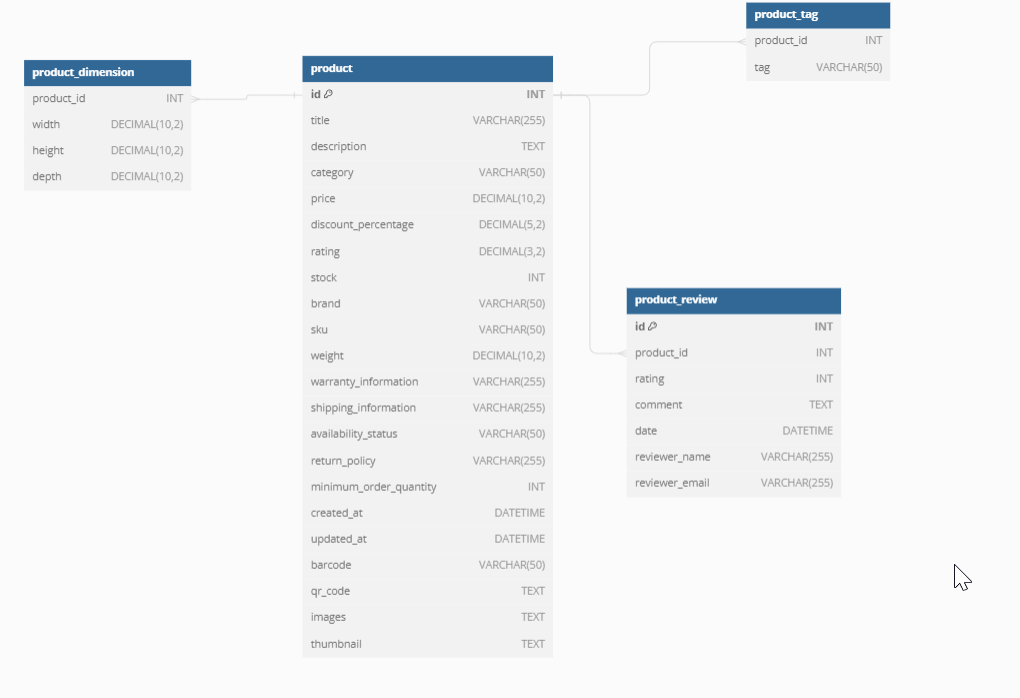 product_tag
product_id INT
tag VARCHAR(50)
product_dimension
product_id INT
width DECIMAL(10,2)
height DECIMAL(10,2)
depth DECIMAL(10,2)
product
id INT
title VARCHAR(255)
description TEXT
category VARCHAR(50)
price DECIMAL(10,2)
discount_percentage DECIMAL(5,2)
rating DECIMAL(3,2)
stock INT
brand VARCHAR(50)
sku VARCHAR(50)
weight DECIMAL(10,2)
warranty_information VARCHAR(255)
shipping_information VARCHAR(255)
availability_status VARCHAR(50)
return_policy VARCHAR(255)
minimum_order_quantity INT
created_at DATETIME
updated_at DATETIME
barcode VARCHAR(50)
qr_code TEXT
images TEXT
thumbnail TEXT
product_review
id INT
product_id INT
rating INT
comment TEXT
date DATETIME
reviewer_name VARCHAR(255)
reviewer_email VARCHAR(255)